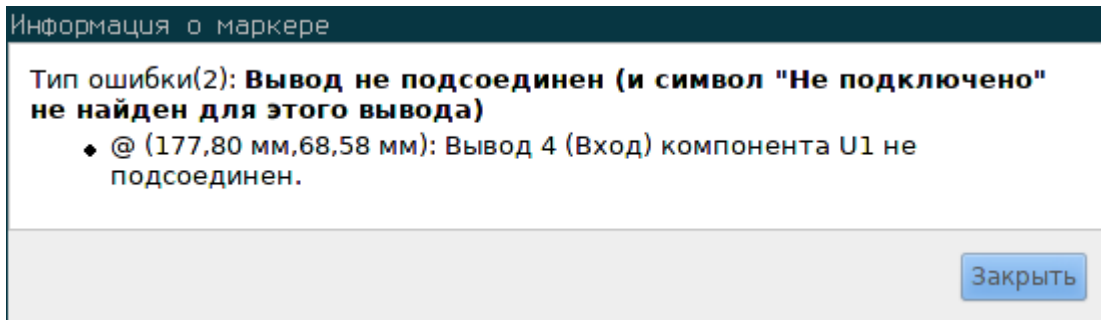 Информация о маркере
Тип ошибки(2): Вывод не подсоединен (и символ "Не подключено"
не найден для этого вывода)
◆ @ (177,80 мм,68,58 мм): Вывод 4 (Вход) компонента U1 не
подсоединен.
Закрыть